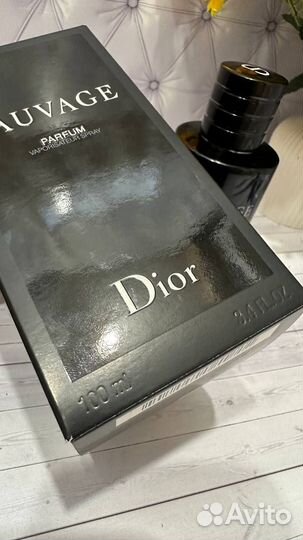 AUVAGE
PARFUM
VAPORISATEUR SPRAY
Dior
100 ml
3.4 FL.OZ
S
Avito